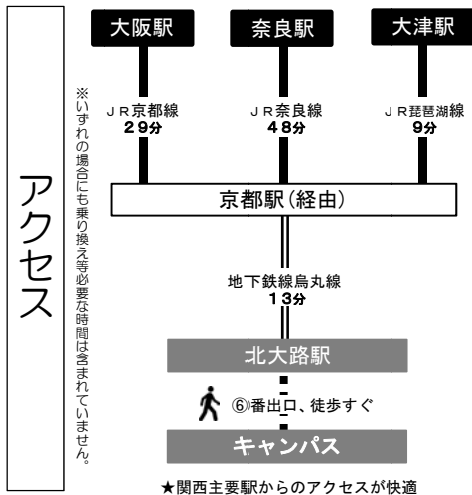 アクセス
※いずれの場合にも乗り換え等必要な時間は含まれていません。
大阪駅
奈良駅
大津駅
ＪＲ京都線
29分
ＪＲ奈良線
48分
ＪＲ琵琶湖線
9分
京都駅（経由）
地下鉄線烏丸線
13分
北大路駅
⑥番出口、徒歩すぐ
キャンパス
★関西主要駅からのアクセスが快適